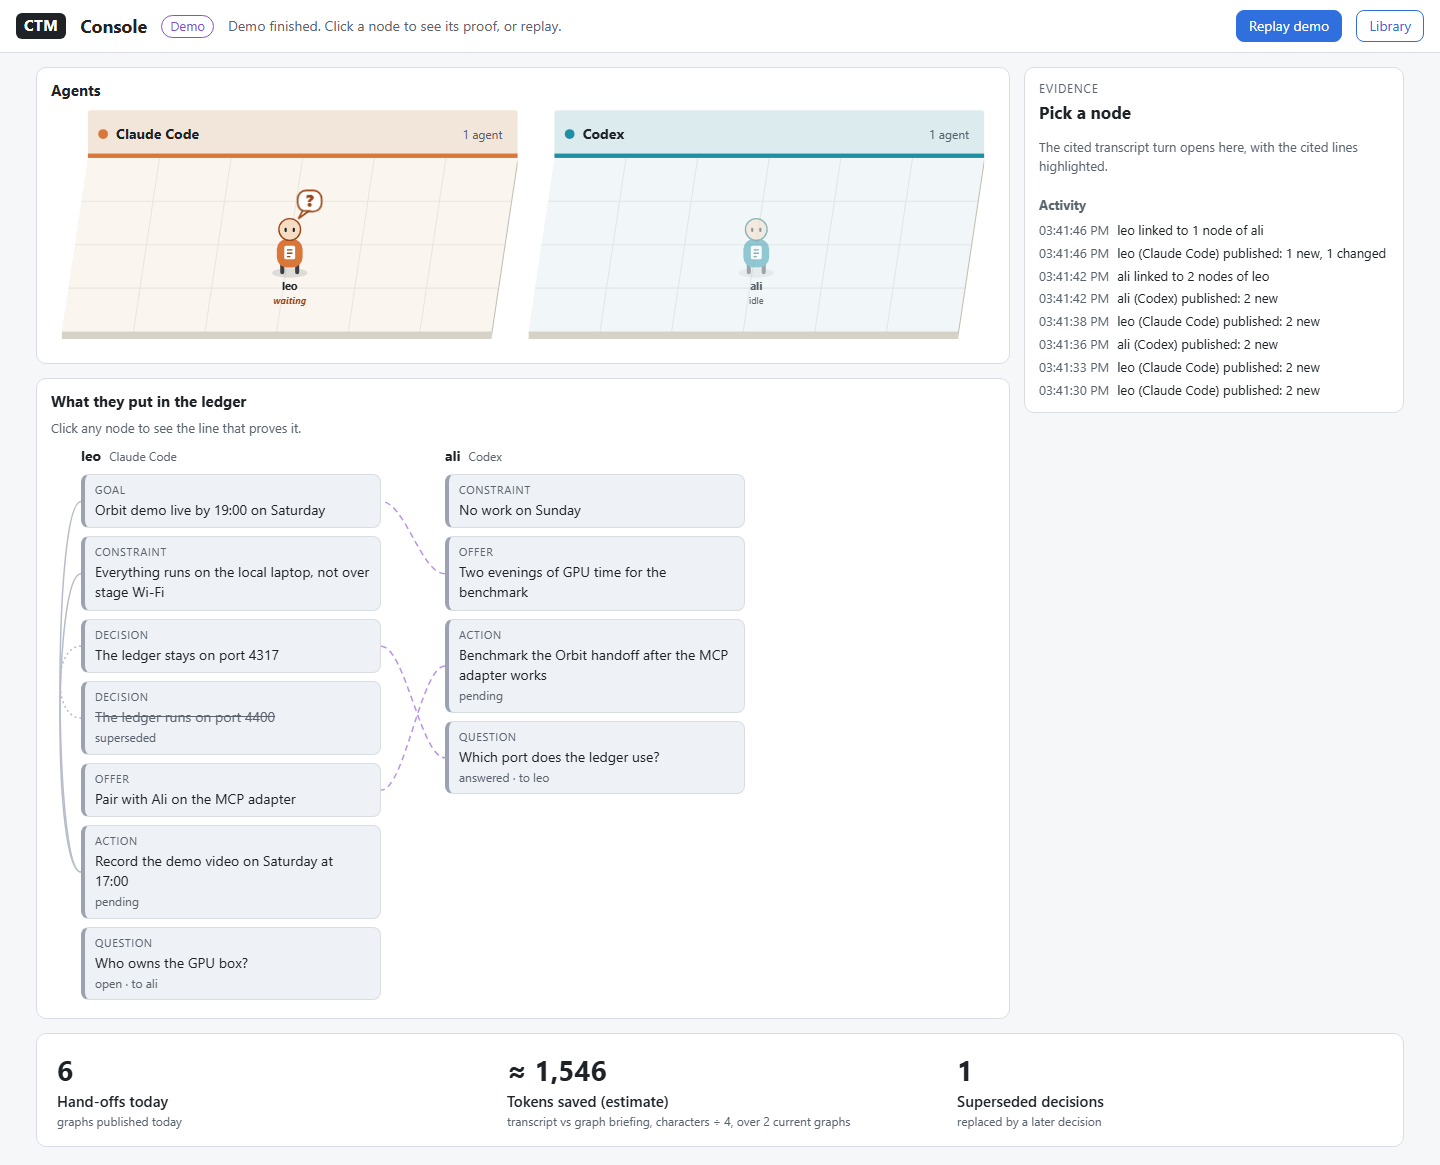 CTM Console Demo Demo finished. Click a node to see its proof, or replay. Replay demo Library
Agents
Claude Code 1 agent
?
leo
waiting
Codex 1 agent
ali
idle
EVIDENCE
Pick a node
The cited transcript turn opens here, with the cited lines
highlighted.
Activity
03:41:46 PM leo linked to 1 node of ali
03:41:46 PM leo (Claude Code) published: 1 new, 1 changed
03:41:42 PM ali linked to 2 nodes of leo
03:41:42 PM ali (Codex) published: 2 new
03:41:38 PM leo (Claude Code) published: 2 new
03:41:36 PM ali (Codex) published: 2 new
03:41:33 PM leo (Claude Code) published: 2 new
03:41:30 PM leo (Claude Code) published: 2 new
What they put in the ledger
Click any node to see the line that proves it.
leo Claude Code
GOAL
Orbit demo live by 19:00 on Saturday
CONSTRAINT
Everything runs on the local laptop, not over
stage Wi-Fi
DECISION
The ledger stays on port 4317
DECISION
The ledger runs on port 4400
superseded
OFFER
Pair with Ali on the MCP adapter
ACTION
Record the demo video on Saturday at
17:00
pending
QUESTION
Who owns the GPU box?
open · to ali
ali Codex
CONSTRAINT
No work on Sunday
OFFER
Two evenings of GPU time for the
benchmark
ACTION
Benchmark the Orbit handoff after the MCP
adapter works
pending
QUESTION
Which port does the ledger use?
answered · to leo
6
Hand-offs today
graphs published today
≈ 1,546
Tokens saved (estimate)
transcript vs graph briefing, characters ÷ 4, over 2 current graphs
1
Superseded decisions
replaced by a later decision